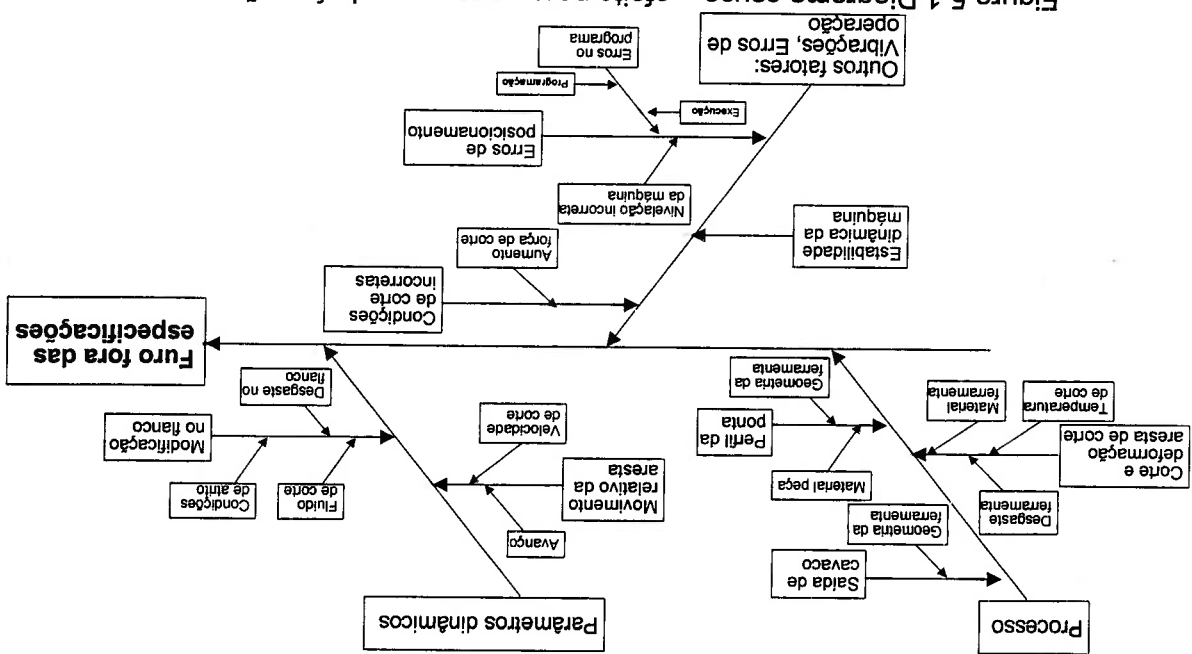 Processo
Parâmetros dinâmicos
Saída de
cavaco
Geometria da
ferramenta
Desgaste
ferramenta
Corte e
deformação
aresta de corte
Temperatura
de corte
Material
ferramenta
Material peça
Perfil da
ponta
Geometria da
ferramenta
Avanço
Movimento
relativo da
aresta
Velocidade
de corte
Fluido
de corte
Condições
de atrito
Modificação
no flanco
Desgaste no
flanco
Furo fora das
especificações
Condições
de corte
incorretas
Aumento
força de corte
Estabilidade
dinâmica da
máquina
Nivelação incorreta
da máquina
Erros de
posicionamento
Execução
Programação
Erros no
programa
Outros fatores:
Vibrações, Erros de
operação
Figura 5.1 Diagrama causa – efeito